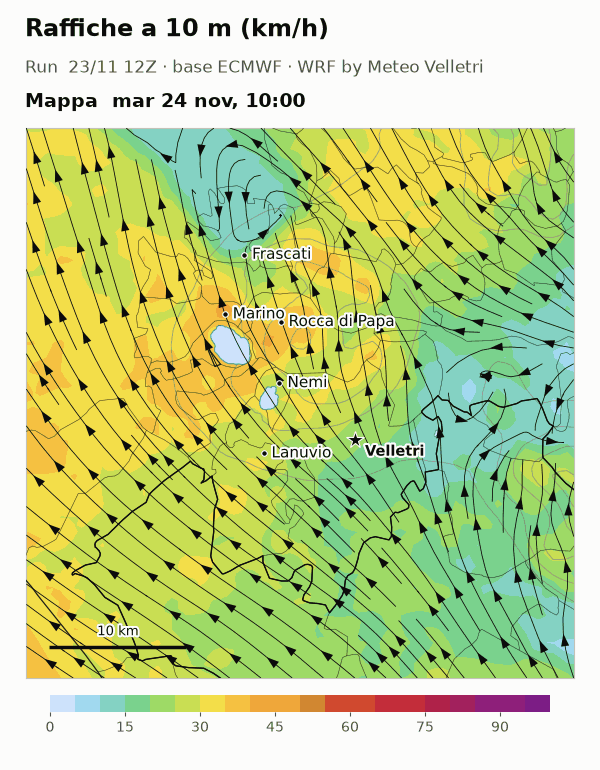 Raffiche a 10 m (km/h)
Run 23/11 12Z · base ECMWF · WRF by Meteo Velletri
Mappa mar 24 nov, 10:00
Frascati
Marino
Rocca di Papa
Nemi
Lanuvio
Velletri
10 km
0 15 30 45 60 75 90